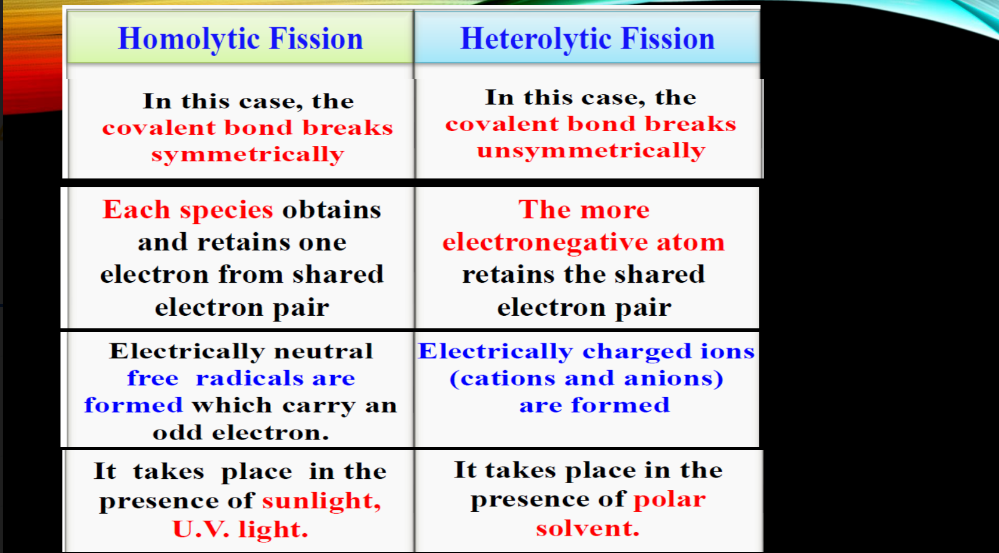 Homolytic Fission
Heterolytic Fission
In this case, the
covalent bond breaks
symmetrically
In this case, the
covalent bond breaks
unsymmetrically
Each species obtains
and retains one
electron from shared
electron pair
The more
electronegative atom
retains the shared
electron pair
Electrically neutral
free radicals are
formed which carry an
odd electron.
Electrically charged ions
(cations and anions)
are formed
It takes place in the
presence of sunlight,
U.V. light.
It takes place in the
presence of polar
solvent.